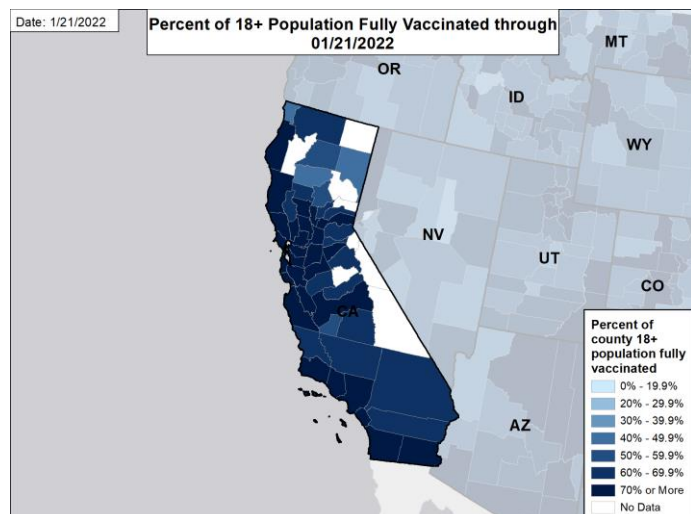 Date: 1/21/2022
Percent of 18+ Population Fully Vaccinated through
01/21/2022
MT
OR
ID
WY
NV
UT
CO
CA
AZ
Percent of
county 18+
population fully
vaccinated
0% - 19.9%
20% - 29.9%
30% - 39.9%
40% - 49.9%
50% - 59.9%
60% - 69.9%
70% or More
No Data